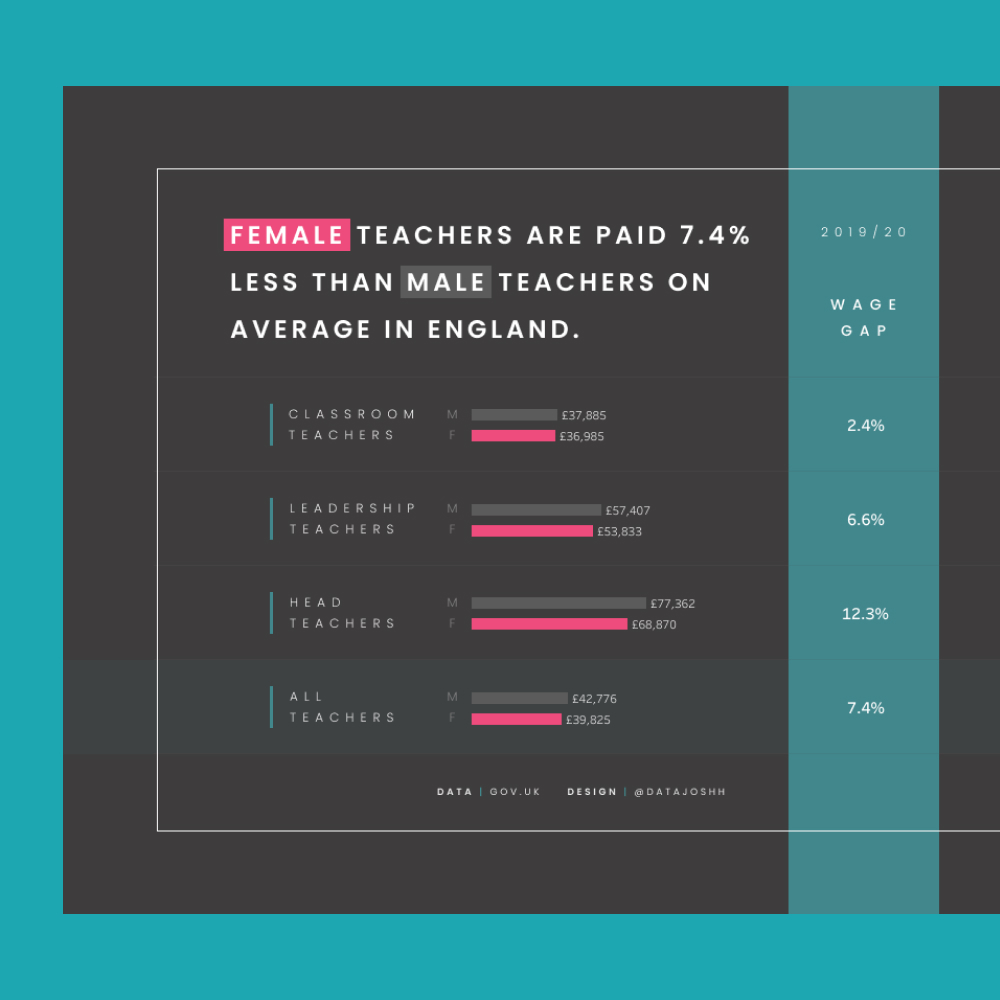 FEMALE TEACHERS ARE PAID 7.4%
LESS THAN MALE TEACHERS ON
AVERAGE IN ENGLAND.
2019/20
WAGE
GAP
CLASSROOM
TEACHERS
M £37,885
F £36,985
2.4%
LEADERSHIP
TEACHERS
M £57,407
F £53,833
6.6%
HEAD
TEACHERS
M £77,362
F £68,870
12.3%
ALL
TEACHERS
M £42,776
F £39,825
7.4%
DATA | GOV.UK DESIGN | @DATAJOSHH